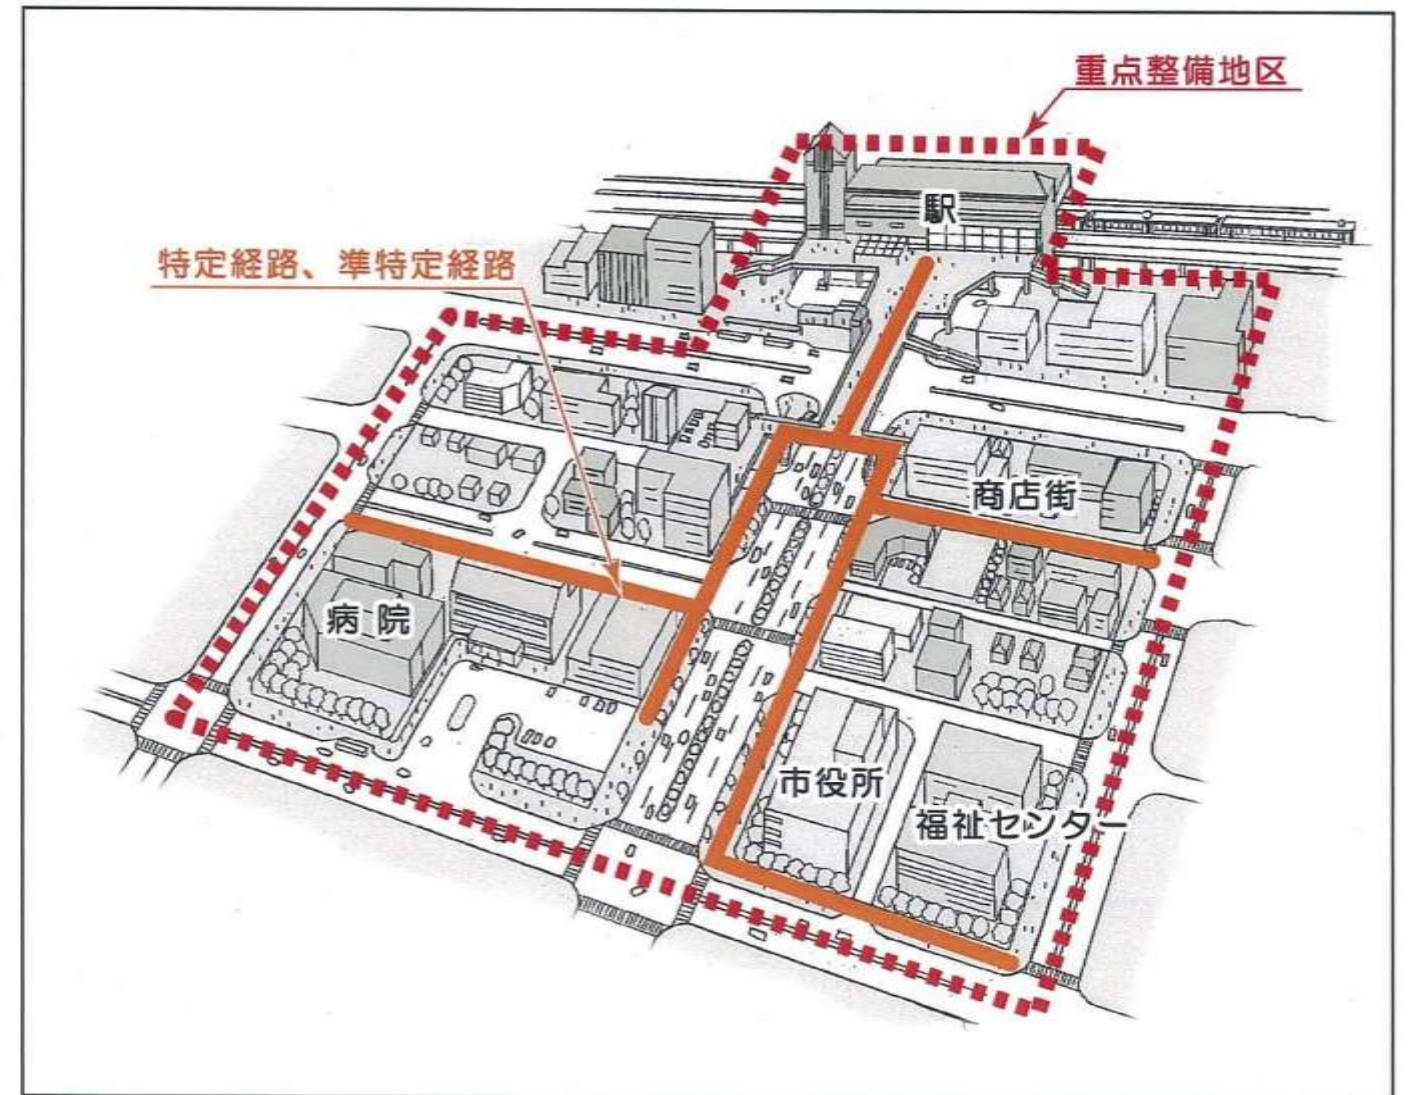 重点整備地区
駅
特定経路、準特定経路
商店街
病院
市役所
福祉センター